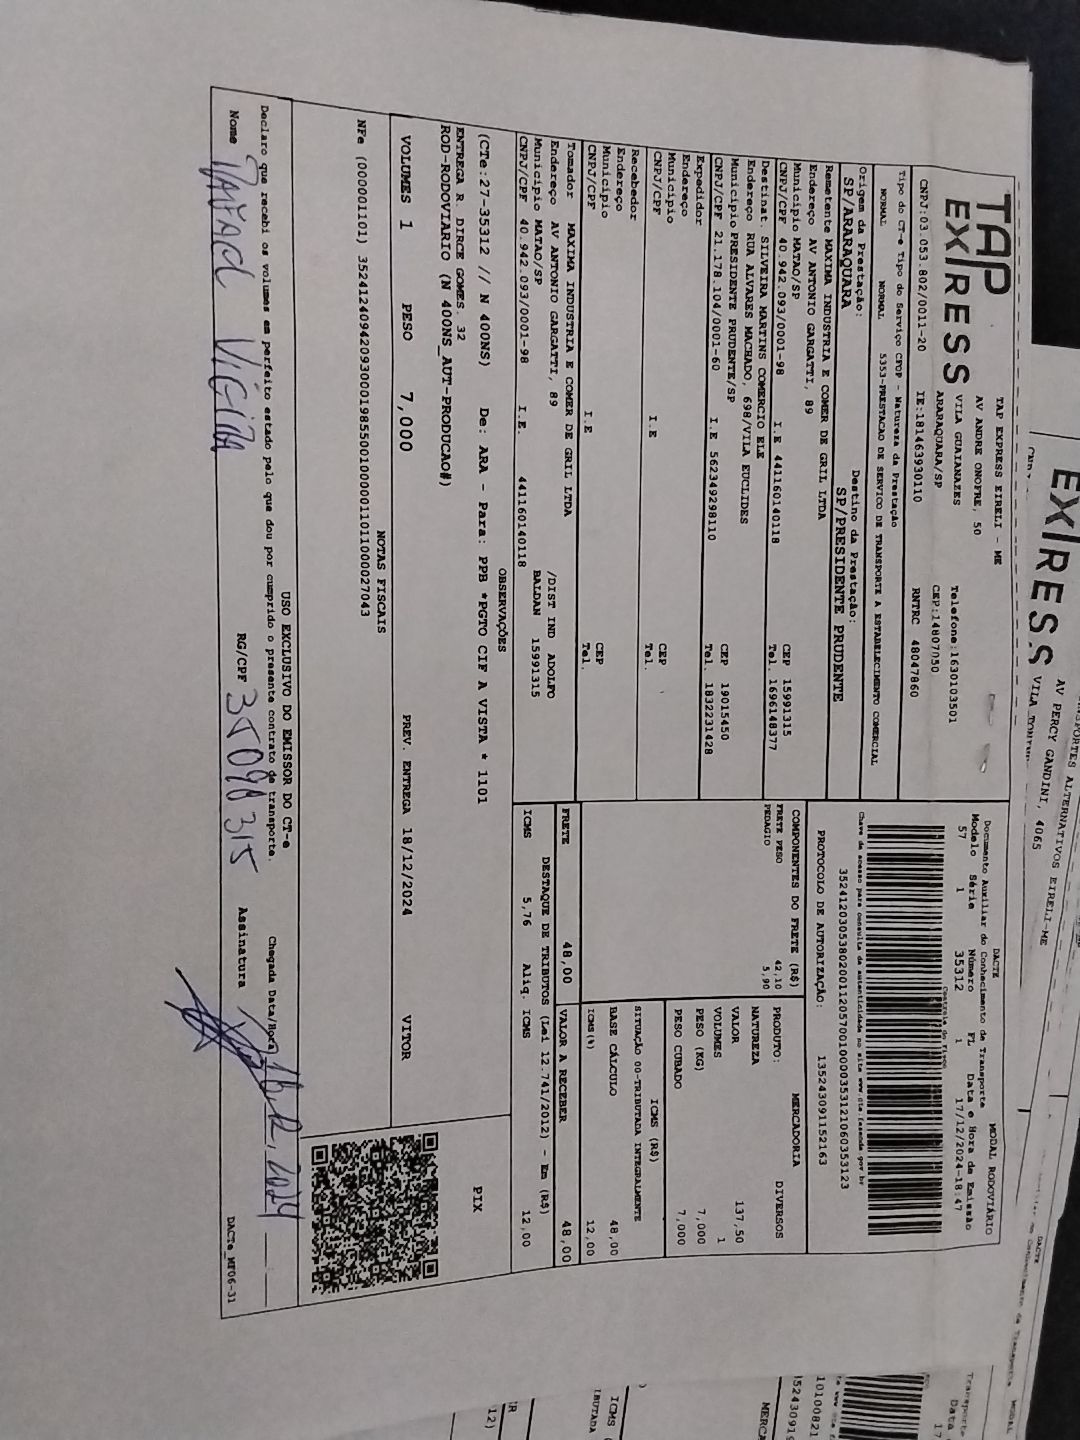 TAP
EXPRESS
TAP EXPRESS EIRELI - ME
AV ANDRE ONOFRE, 50
VILA GUAIANAZES
ARARAQUARA/SP
Telefone:1630103501
CEP:14807050
CNPJ:03.053.802/0011-20 IE:181463930110 RNTRC 48047860
DACTE MODAL RODOVIÁRIO
Documento Auxiliar do Conhecimento de Transporte
Modelo Série Número Fl Data e Hora de Emissão
57 1 35312 1 17/12/2024-18:47
Controle do Fisco
Chave de acesso para consulta de autenticidade no site www.cte.fazenda.gov.br
35241203053802001120570010000353121060353123
PROTOCOLO DE AUTORIZAÇÃO: 135243091152163
Tipo do CT-e Tipo do Serviço CFOP - Natureza da Prestação
NORMAL NORMAL 5353-PRESTACAO DE SERVICO DE TRANSPORTE A ESTABELECIMENTO COMERCIAL
Origem da Prestação: Destino da Prestação:
SP/ARARAQUARA SP/PRESIDENTE PRUDENTE
Remetente MAXIMA INDUSTRIA E COMER DE GRIL LTDA
Endereço AV ANTONIO GARGATTI, 89
Município MATAO/SP CEP 15991315
CNPJ/CPF 40.942.093/0001-98 I.E 441160140118 Tel. 1696148377
Destinat. SILVEIRA MARTINS COMERCIO ELE
Endereço RUA ALVARES MACHADO, 698/VILA EUCLIDES
Município PRESIDENTE PRUDENTE/SP CEP 19015450
CNPJ/CPF 21.178.104/0001-60 I.E 562349298110 Tel. 1832231428
Expedidor
Endereço
Município CEP
CNPJ/CPF I.E Tel.
Recebedor
Endereço
Município CEP
CNPJ/CPF I.E Tel.
Tomador MAXIMA INDUSTRIA E COMER DE GRIL LTDA
Endereço AV ANTONIO GARGATTI, 89 /DIST IND ADOLFO
Município MATAO/SP BALDAN 15991315
CNPJ/CPF 40.942.093/0001-98 I.E. 441160140118
COMPONENTES DO FRETE (R$)
FRETE PESO 42,10
PEDAGIO 5,90
MERCADORIA
PRODUTO: DIVERSOS
NATUREZA
VALOR 137,50
VOLUMES 1
PESO (KG) 7,000
PESO CUBADO 7,000
ICMS (R$)
SITUAÇÃO 00-TRIBUTADA INTEGRALMENTE
BASE CÁLCULO 48,00
ICMS(%) 12,00
FRETE 48,00 VALOR A RECEBER 48,00
DESTAQUE DE TRIBUTOS (Lei 12.741/2012) - Em (R$)
ICMS 5,76 Aliq. ICMS 12,00
OBSERVAÇÕES
(CTe:27-35312 // N 400NS) De: ARA - Para: PPB *PGTO CIF A VISTA * 1101
ENTREGA R. DIRCE GOMES. 32
ROD-RODOVIARIO (N 400NS_AUT-PRODUCAO#)
PIX
VOLUMES 1 PESO 7,000 PREV. ENTREGA 18/12/2024 VITOR
NOTAS FISCAIS
NFe (000001101) 35241240942093000198550010000011011000027043
USO EXCLUSIVO DO EMISSOR DO CT-e
Declaro que recebi os volumes em perfeito estado pelo que dou por cumprido o presente contrato de transporte. Chegada Data/Hora
Nome RG/CPF 35098315 Assinatura
DACTe_MF06-31
EXPRESS
AV PERCY GANDINI, 4065